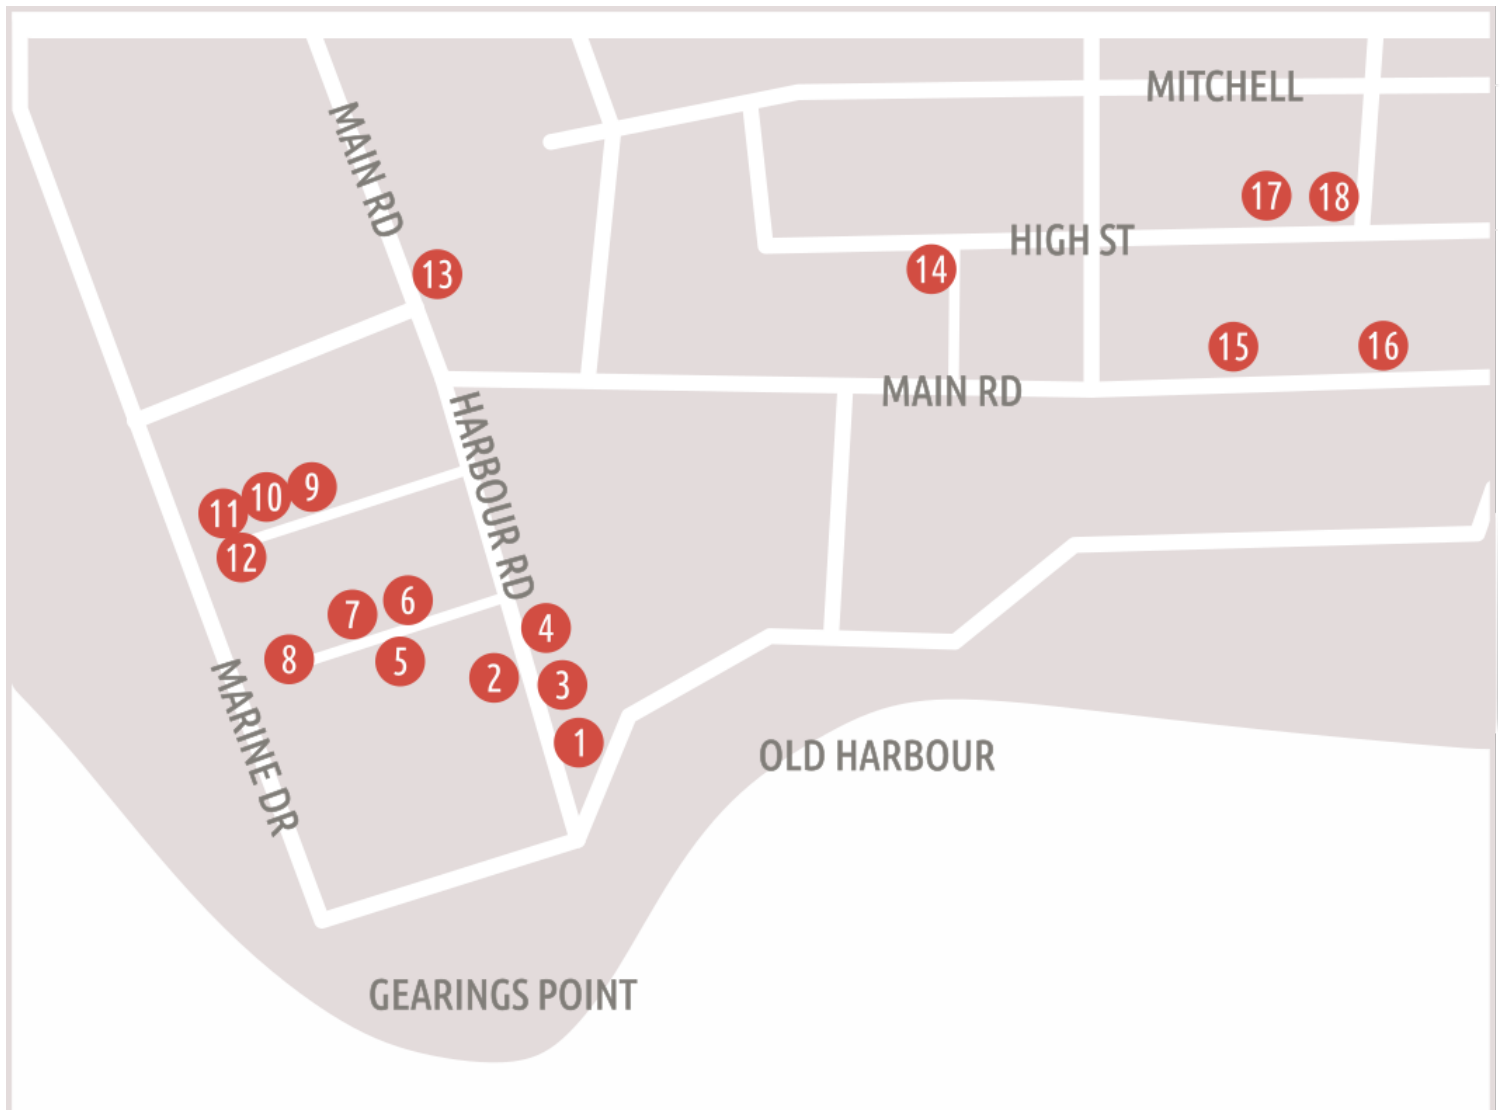 MITCHELL
MAIN RD
17
18
HIGH ST
14
13
15
16
MAIN RD
HARBOUR RD
9
10
11
12
6
7
4
8
5
2
3
MARINE DR
1
OLD HARBOUR
GEARINGS POINT